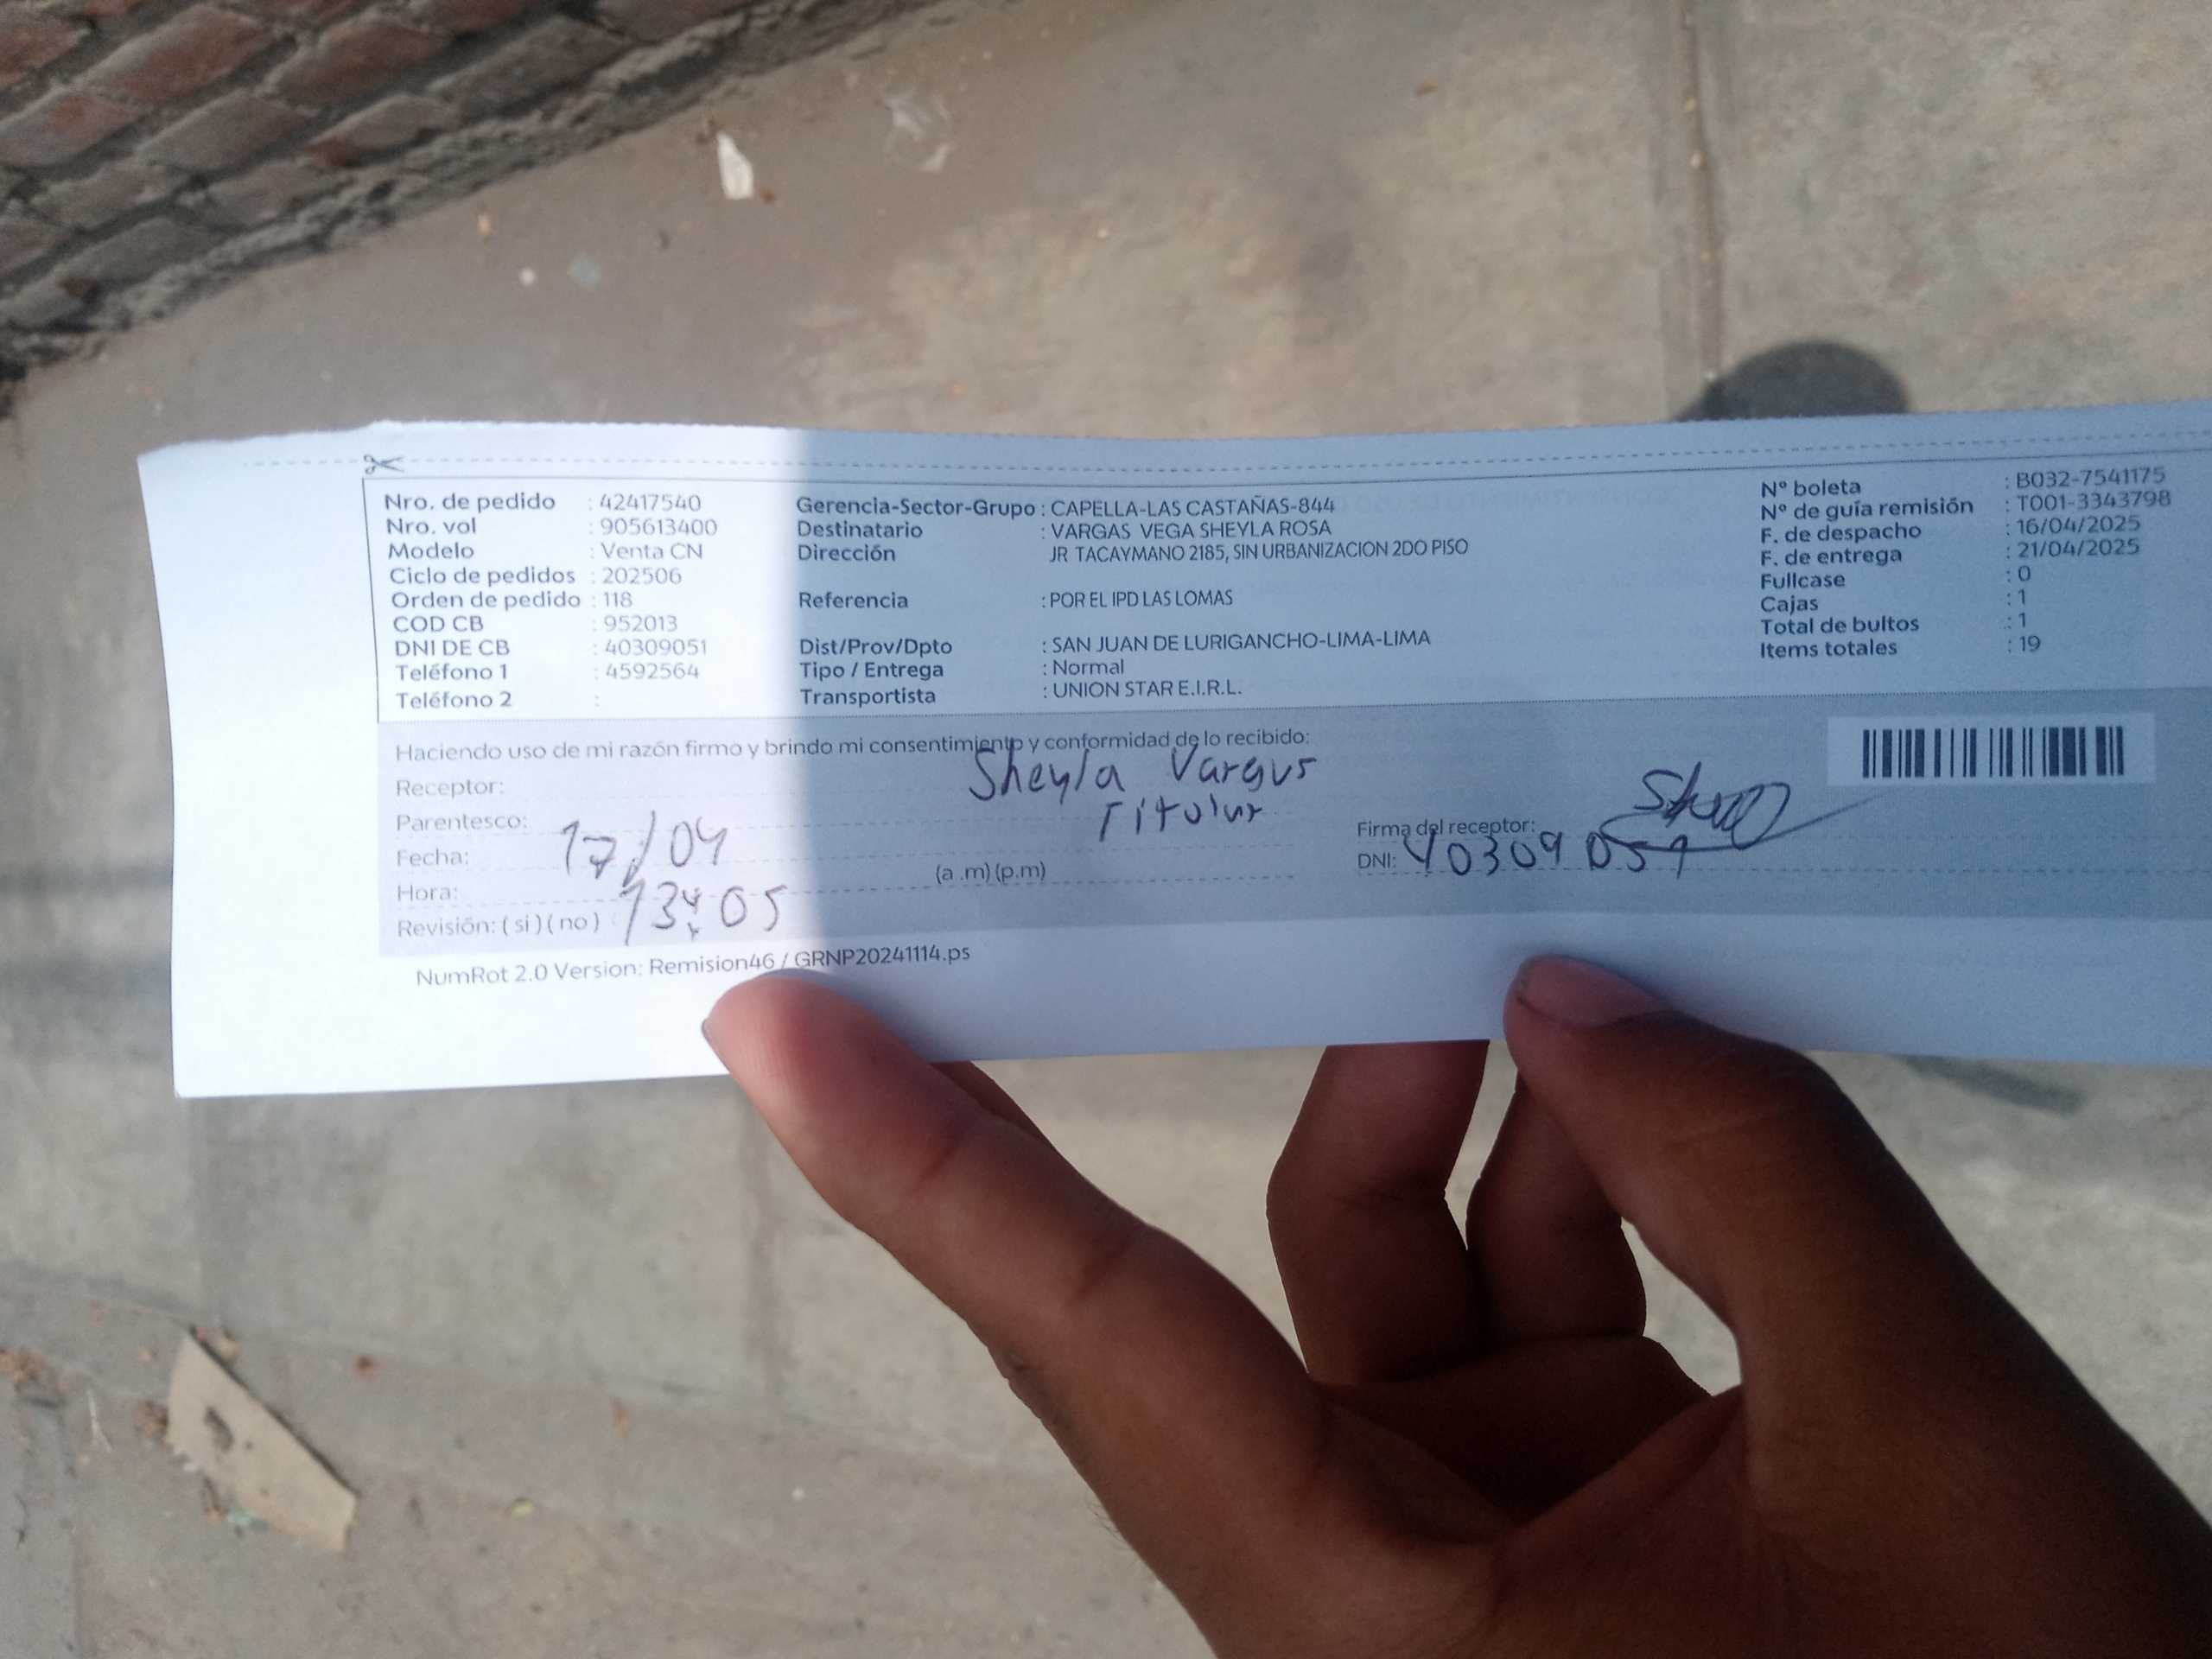 Nro. de pedido : 42417540
Nro. vol : 905613400
Modelo : Venta CN
Ciclo de pedidos : 202506
Orden de pedido : 118
COD CB : 952013
DNI DE CB : 40309051
Teléfono 1 : 4592564
Teléfono 2 :
Gerencia-Sector-Grupo : CAPELLA-LAS CASTAÑAS-844
Destinatario : VARGAS VEGA SHEYLA ROSA
Dirección JR TACAYMANO 2185, SIN URBANIZACION 2DO PISO
Referencia : POR EL IPD LAS LOMAS
Dist/Prov/Dpto : SAN JUAN DE LURIGANCHO-LIMA-LIMA
Tipo / Entrega : Normal
Transportista : UNION STAR E.I.R.L.
N° boleta : B032-7541175
N° de guía remisión : T001-3343798
F. de despacho : 16/04/2025
F. de entrega : 21/04/2025
Fullcase : 0
Cajas : 1
Total de bultos : 1
Items totales : 19
Haciendo uso de mi razón firmo y brindo mi consentimiento y conformidad de lo recibido:
Receptor: Sheyla Vargas
Parentesco: Titular
Fecha: 17/04
Hora: 13:05 (a .m) (p.m)
Revisión: ( si ) ( no )
Firma del receptor:
DNI: 40309051
NumRot 2.0 Version: Remision46 / GRNP20241114.ps